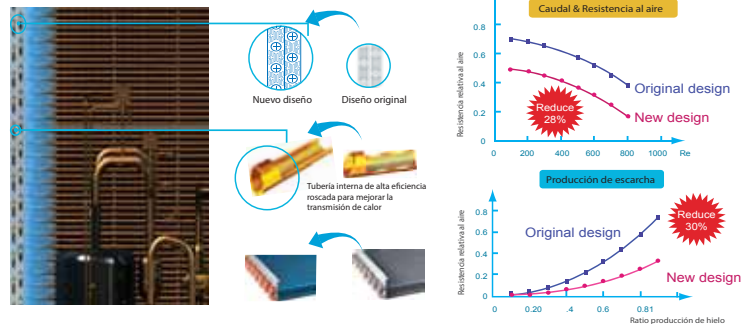 Nuevo diseño
Diseño original
Tubería interna de alta eficiencia
roscada para mejorar la
transmisión de calor
Caudal & Resistencia al aire
Resistencia relativa al aire
0.8
0.6
0.4
0.2
0
Original design
New design
Reduce
28%
0
200
400
600
800
1000
Re
Producción de escarcha
Resistencia relativa al aire
0.8
0.6
0.4
0.2
0
Original design
New design
Reduce
30%
0
0.20
.4
0.6
0.81
Ratio producción de hielo